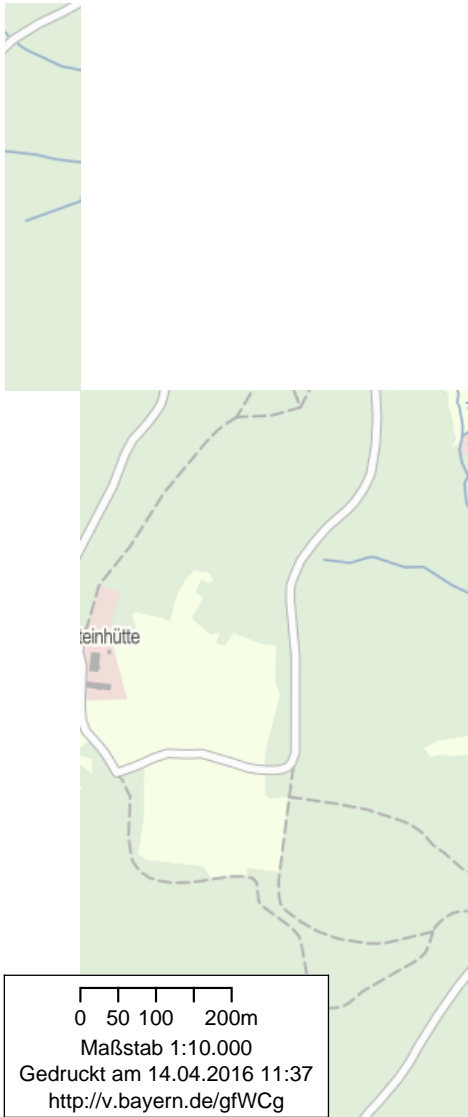 teinhütte
0 50 100 200m
Maßstab 1:10.000
Gedruckt am 14.04.2016 11:37
http://v.bayern.de/gfWCg